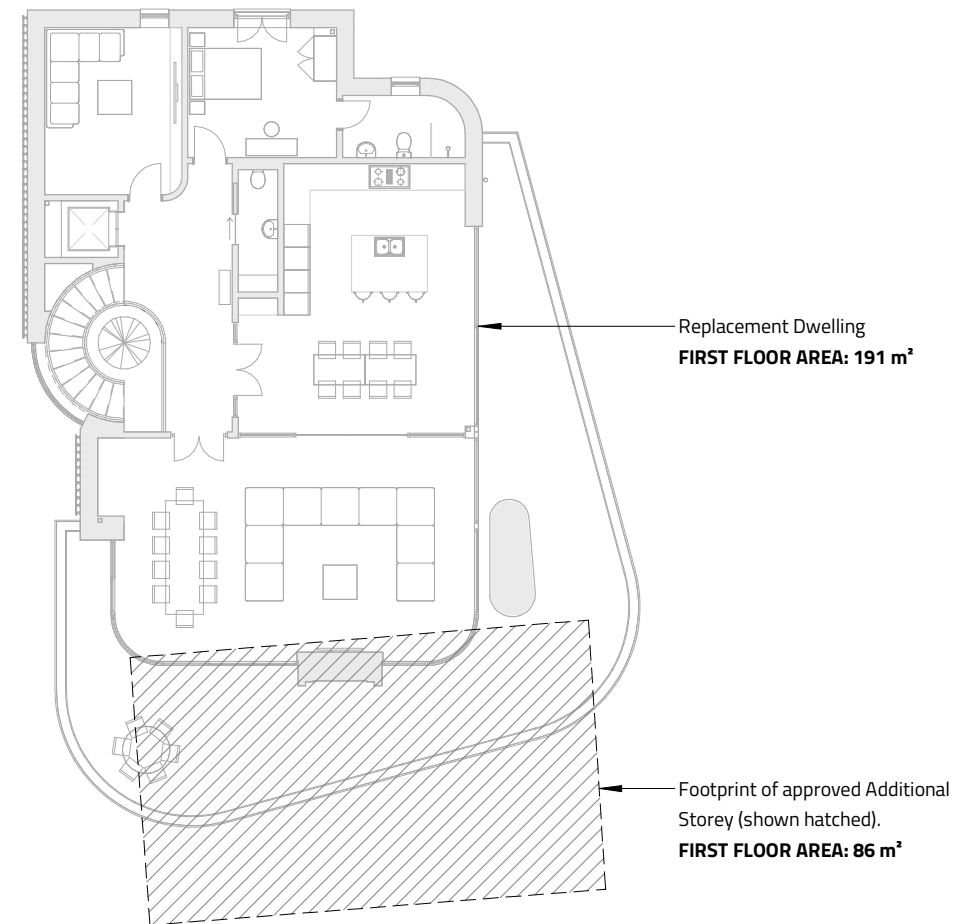 Replacement Dwelling
FIRST FLOOR AREA: 191 m²
Footprint of approved Additional
Storey (shown hatched).
FIRST FLOOR AREA: 86 m²